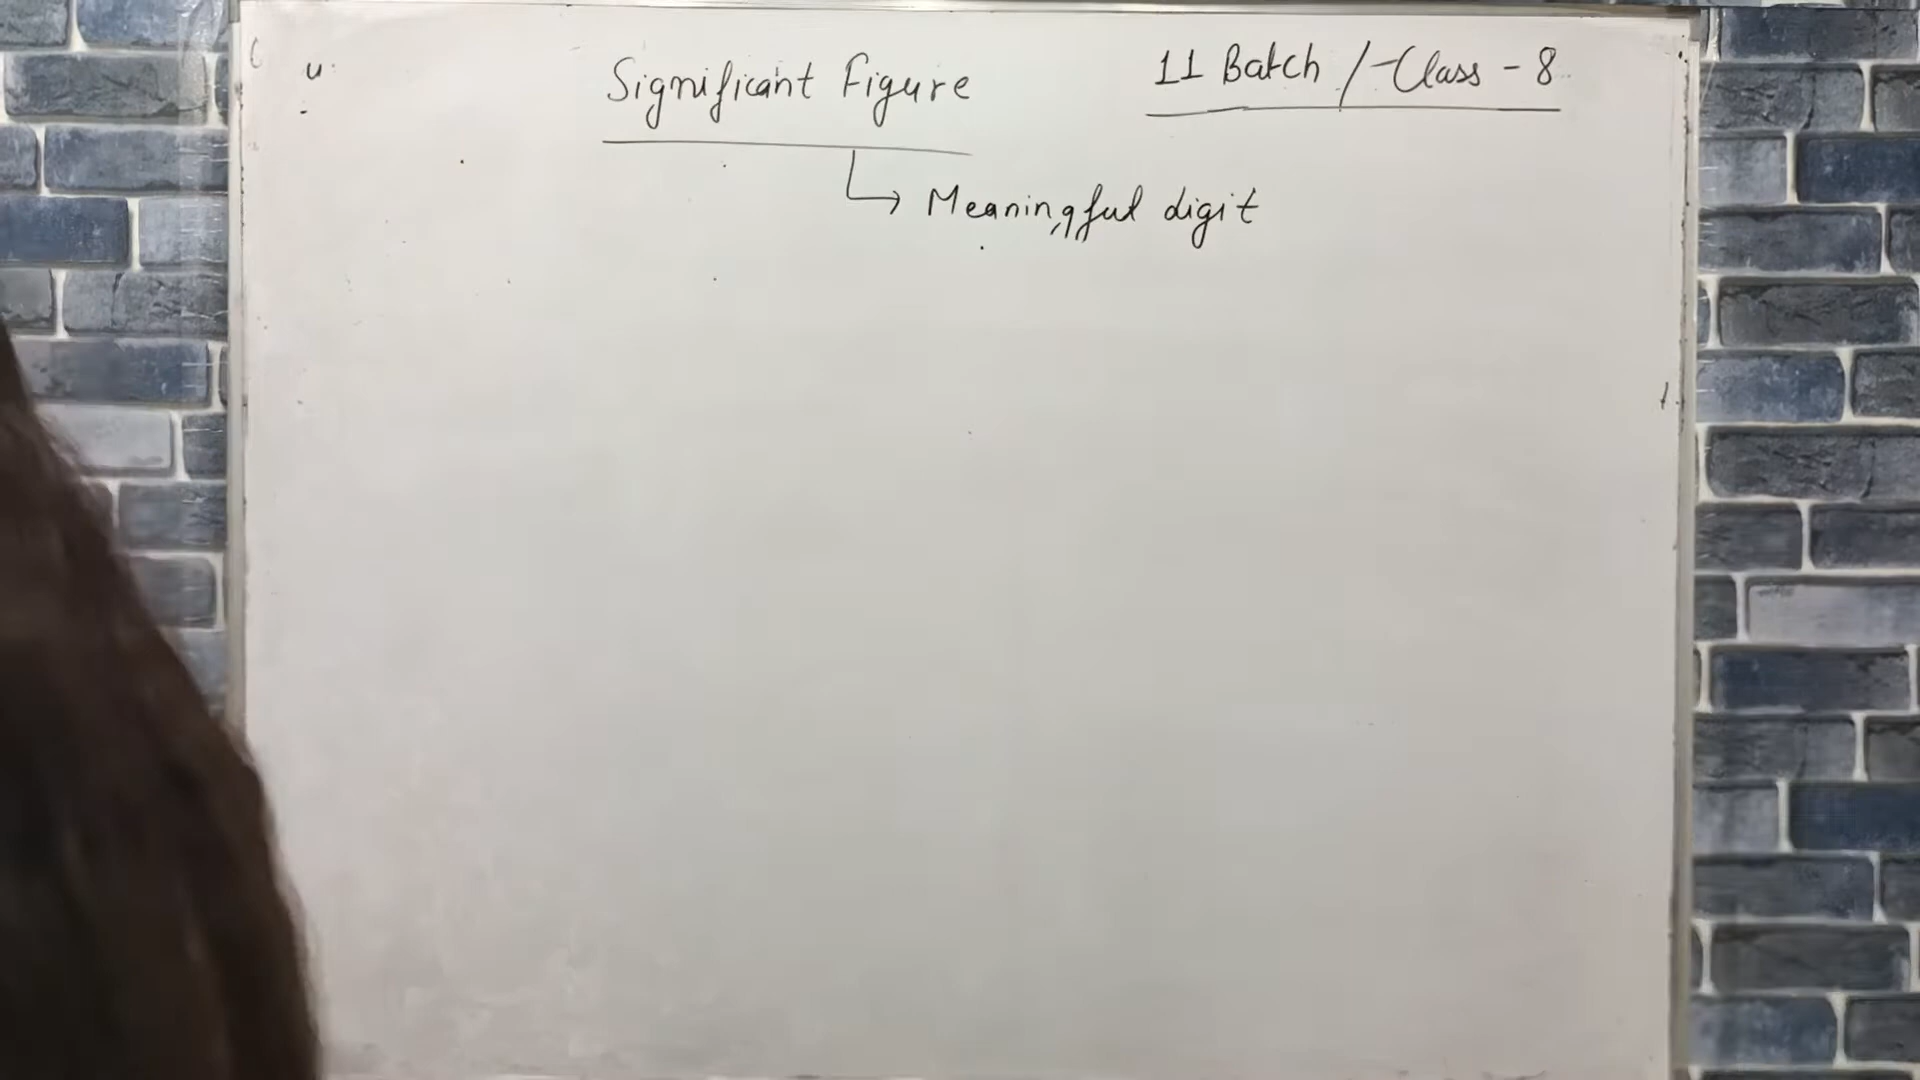 Significant Figure
11 Batch / Class - 8
Meaningful digit